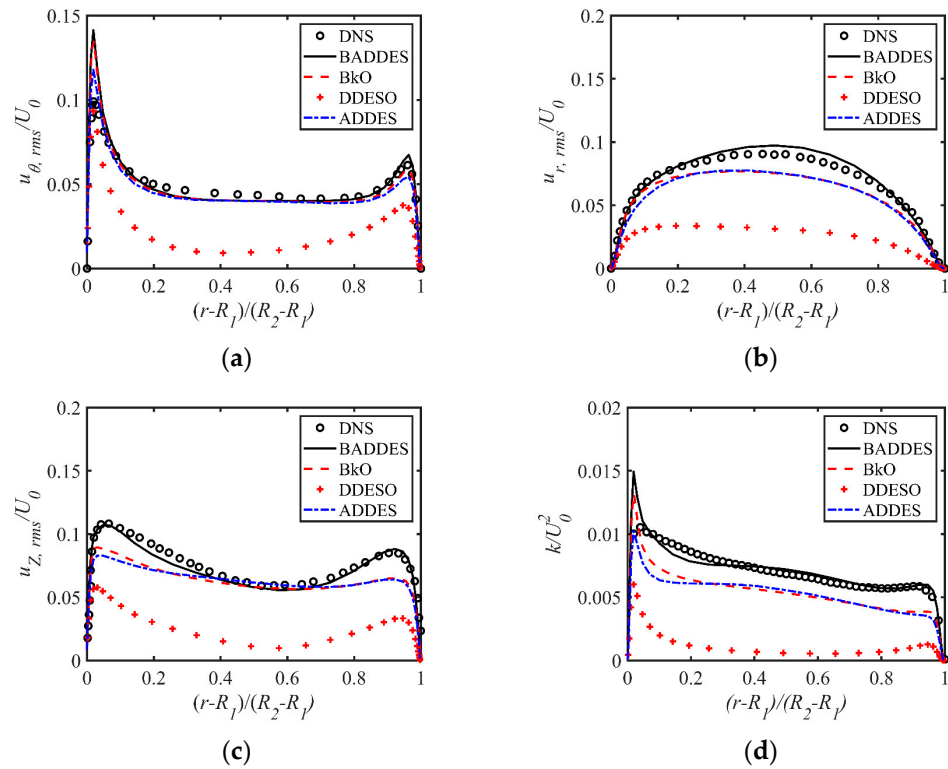 0.15
0.1
0.05
0
u_θ, rms/U_0
DNS
BADDES
BkO
DDESO
ADDES
0 0.2 0.4 0.6 0.8 1
(r-R_1)/(R_2-R_1)
(a)
0.2
0.15
0.1
0.05
0
u_r, rms/U_0
DNS
BADDES
BkO
DDESO
ADDES
0 0.2 0.4 0.6 0.8 1
(r-R_1)/(R_2-R_1)
(b)
0.2
0.15
0.1
0.05
0
u_Z, rms/U_0
DNS
BADDES
BkO
DDESO
ADDES
0 0.2 0.4 0.6 0.8 1
(r-R_1)/(R_2-R_1)
(c)
0.02
0.015
0.01
0.005
0
k/U_0^2
DNS
BADDES
BkO
DDESO
ADDES
0 0.2 0.4 0.6 0.8 1
(r-R_1)/(R_2-R_1)
(d)